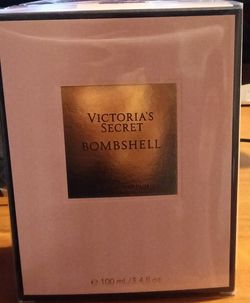 VICTORIA'S
SECRET
BOMBSHELL
℮ 100 ml/3.4 fl oz